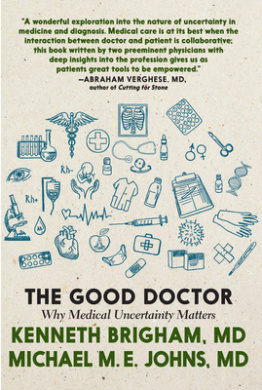 "A wonderful exploration into the nature of uncertainty in
medicine and diagnosis. Medical care is at its best when the
interaction between doctor and patient is collaborative;
this book written by two preeminent physicians with
deep insights into the profession gives us as
patients great tools to be empowered."
—ABRAHAM VERGHESE, MD,
author of Cutting for Stone
Rh+
Rh-
THE GOOD DOCTOR
Why Medical Uncertainty Matters
KENNETH BRIGHAM, MD
MICHAEL M. E. JOHNS, MD